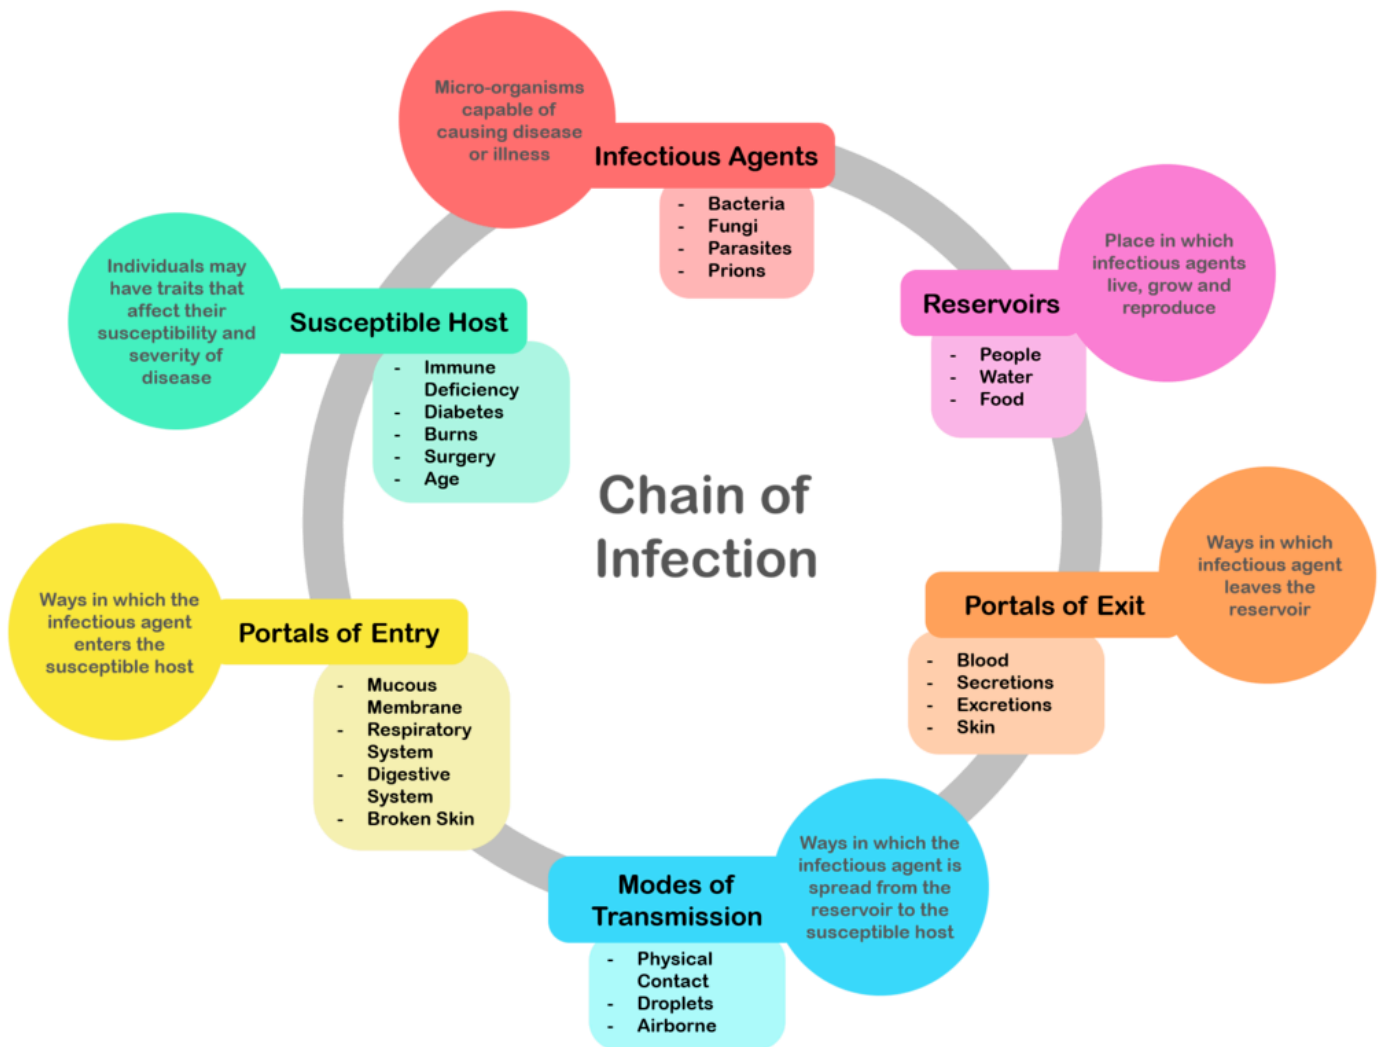 Micro-organisms
capable of
causing disease
or illness
Infectious Agents
- Bacteria
- Fungi
- Parasites
- Prions
Place in which
infectious agents
live, grow and
reproduce
Reservoirs
- People
- Water
- Food
Ways in which
infectious agent
leaves the
reservoir
Portals of Exit
- Blood
- Secretions
- Excretions
- Skin
Ways in which the
infectious agent is
spread from the
reservoir to the
susceptible host
Modes of
Transmission
- Physical
Contact
- Droplets
- Airborne
Ways in which the
infectious agent
enters the
susceptible host
Portals of Entry
- Mucous
Membrane
- Respiratory
System
- Digestive
System
- Broken Skin
Individuals may
have traits that
affect their
susceptibility and
severity of
disease
Susceptible Host
- Immune
Deficiency
- Diabetes
- Burns
- Surgery
- Age
Chain of
Infection